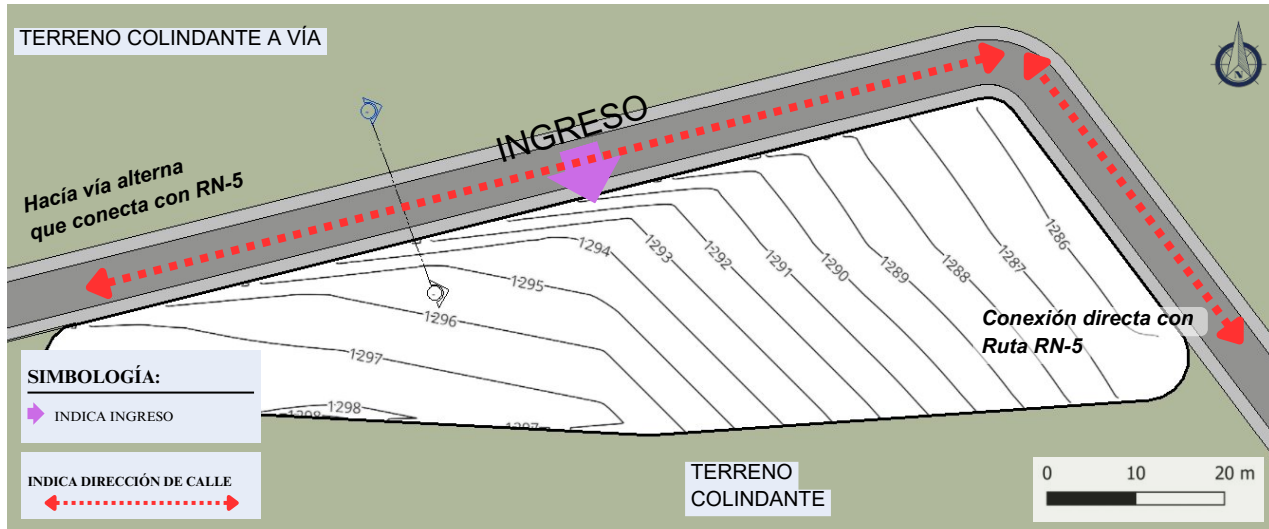 TERRENO COLINDANTE A VÍA
N
INGRESO
Hacía vía alterna
que conecta con RN-5
1286
1287
1288
1289
1290
1291
1292
1293
1294
1295
1296
1297
1298
1298
1297
Conexión directa con
Ruta RN-5
SIMBOLOGÍA:
INDICA INGRESO
INDICA DIRECCIÓN DE CALLE
TERRENO
COLINDANTE
0 10 20 m